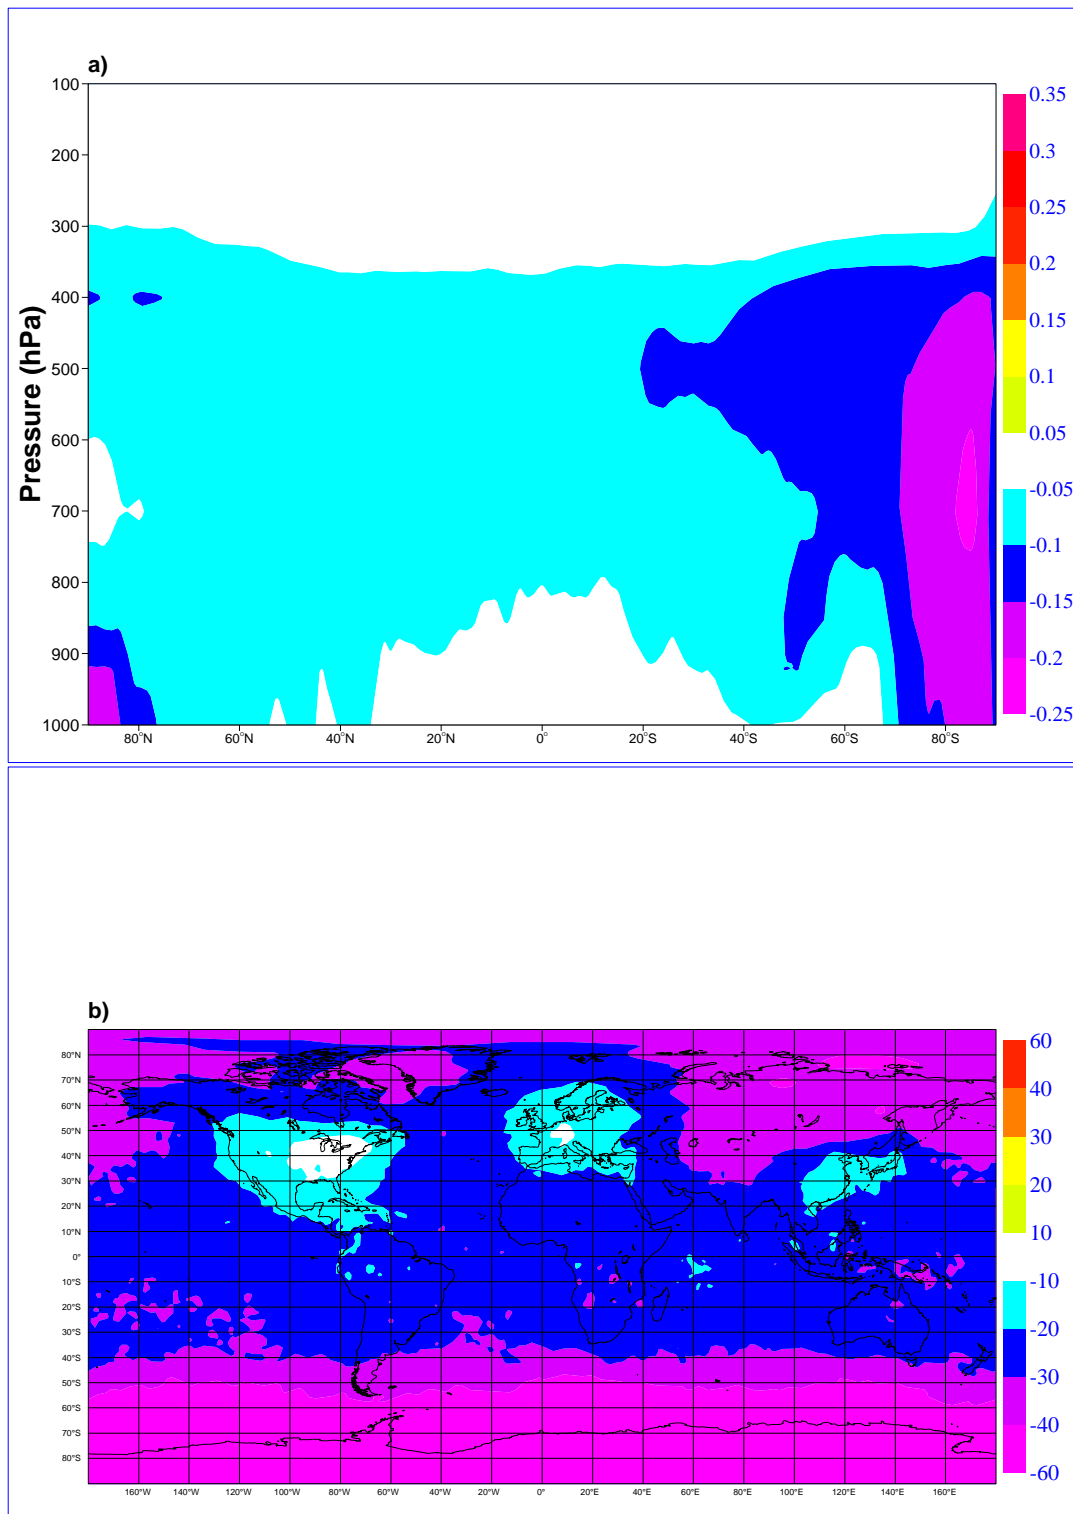 a)
100
200
300
400
500
600
700
800
900
1000
Pressure (hPa)
80°N 60°N 40°N 20°N 0° 20°S 40°S 60°S 80°S
0.35
0.3
0.25
0.2
0.15
0.1
0.05
-0.05
-0.1
-0.15
-0.2
-0.25
b)
80°N
70°N
60°N
50°N
40°N
30°N
20°N
10°N
0°
10°S
20°S
30°S
40°S
50°S
60°S
70°S
80°S
160°W 140°W 120°W 100°W 80°W 60°W 40°W 20°W 0° 20°E 40°E 60°E 80°E 100°E 120°E 140°E 160°E
60
40
30
20
10
-10
-20
-30
-40
-60